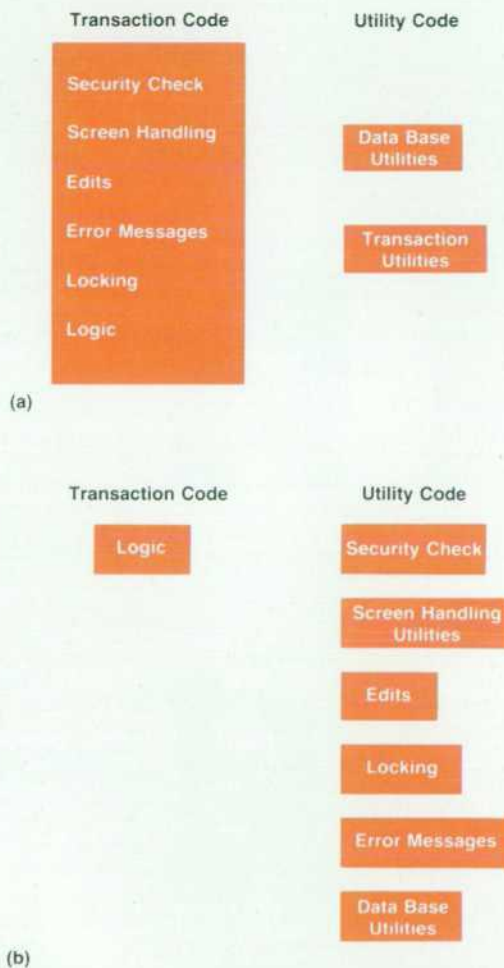 Transaction Code
Utility Code
Security Check
Screen Handling
Edits
Error Messages
Locking
Logic
Data Base
Utilities
Transaction
Utilities
(a)
Transaction Code
Utility Code
Logic
Security Check
Screen Handling
Utilities
Edits
Locking
Error Messages
Data Base
Utilities
(b)